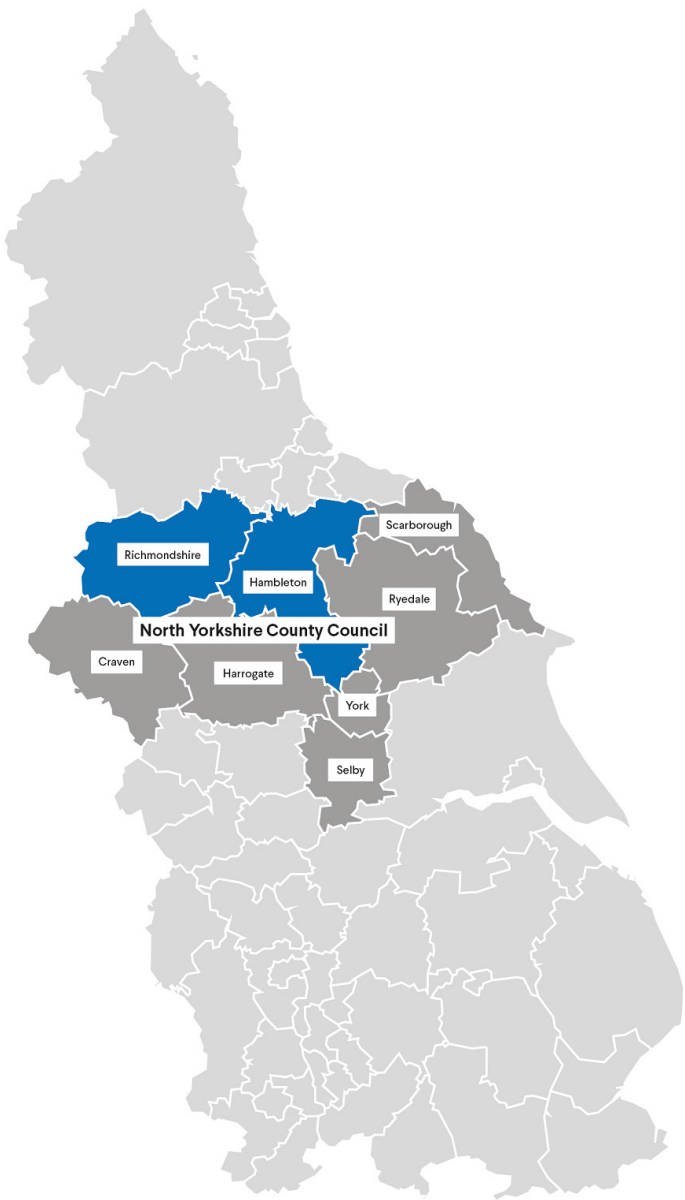 Scarborough
Richmondshire
Hambleton
Ryedale
North Yorkshire County Council
Craven
Harrogate
York
Selby